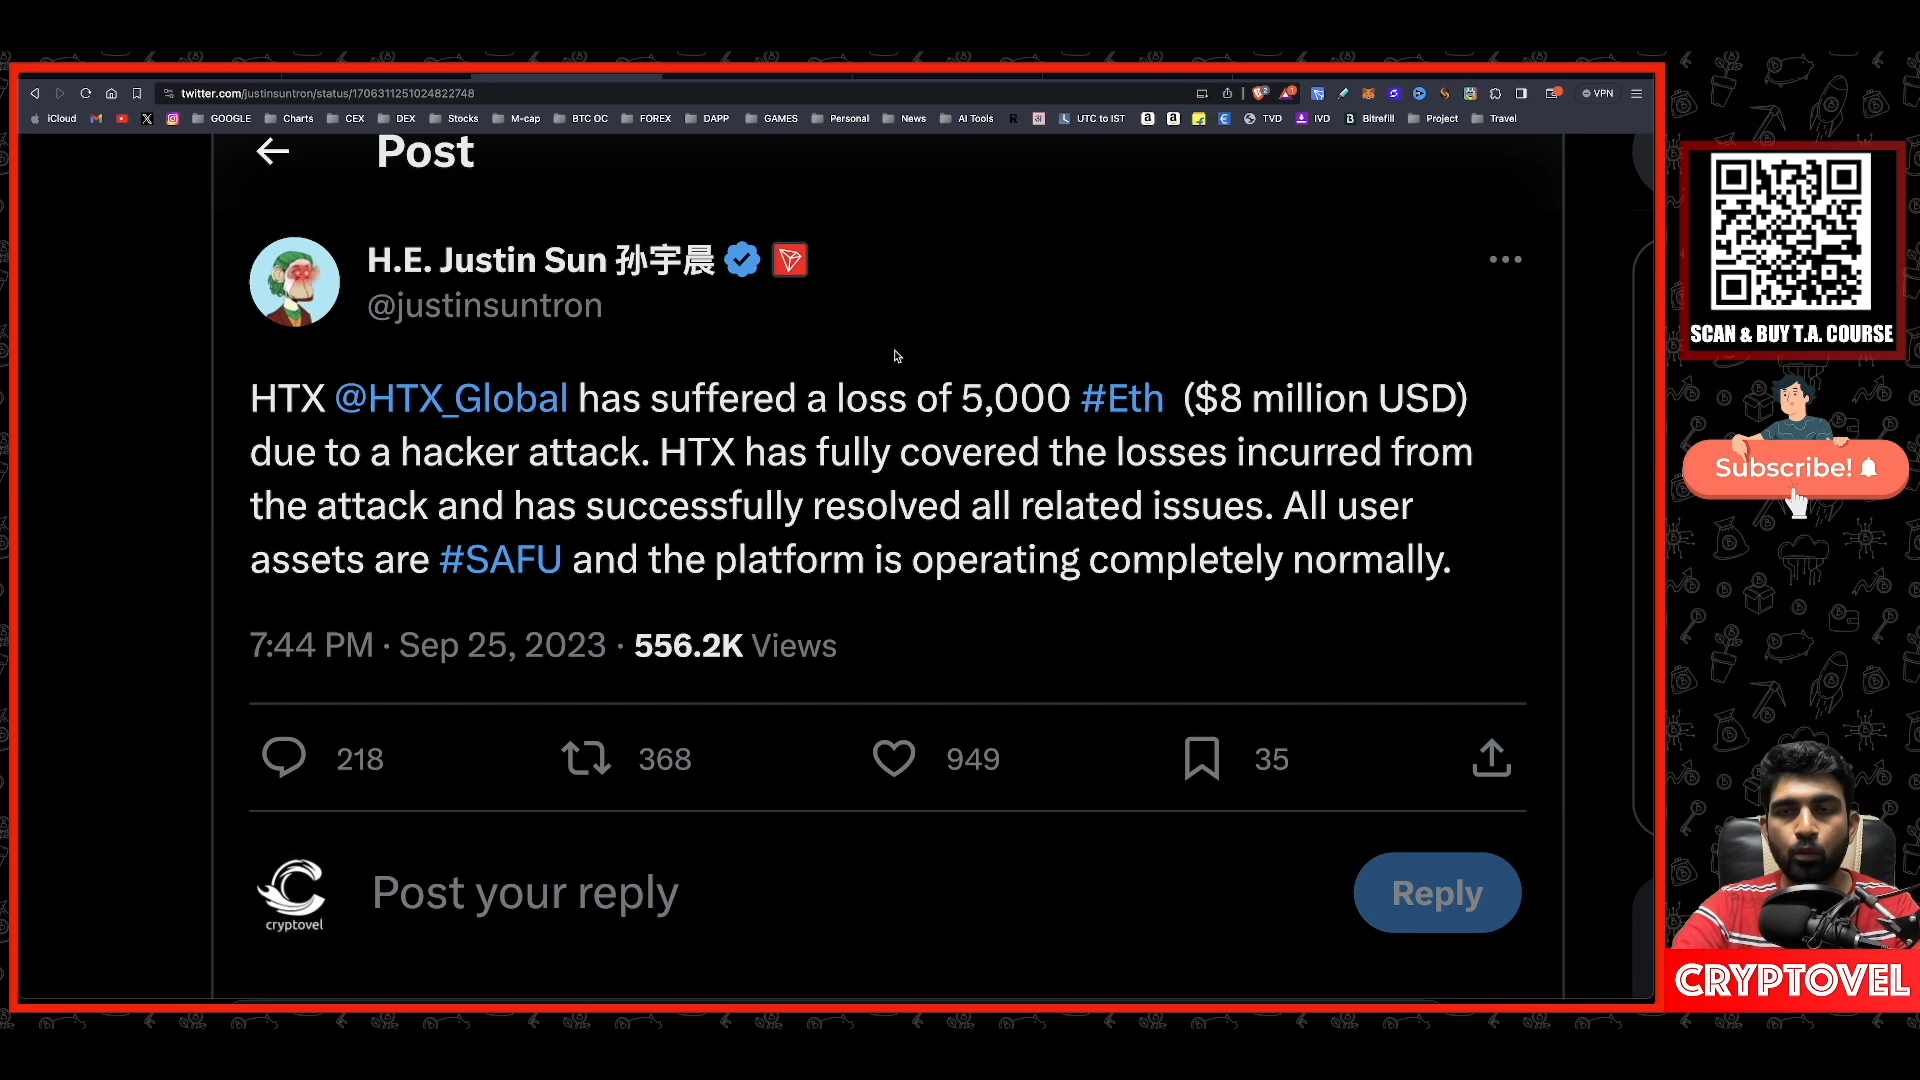 twitter.com/justinsuntron/status/1706311251024822748
2
1
VPN
iCloud GOOGLE Charts CEX DEX Stocks M-cap BTC OC FOREX DAPP GAMES Personal News AI Tools R UTC to IST a a TVD IVD Bitrefill Project Travel
Post
H.E. Justin Sun 孙宇晨
@justinsuntron
HTX @HTX_Global has suffered a loss of 5,000 #Eth ($8 million USD)
due to a hacker attack. HTX has fully covered the losses incurred from
the attack and has successfully resolved all related issues. All user
assets are #SAFU and the platform is operating completely normally.
7:44 PM · Sep 25, 2023 · 556.2K Views
218 368 949 35
cryptovel
Post your reply
Reply
SCAN & BUY T.A. COURSE
Subscribe!
CRYPTOVEL